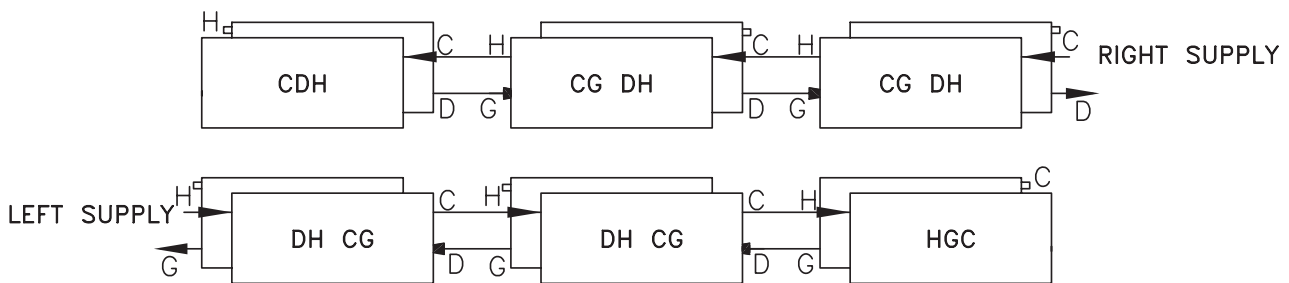 H
C H C H C RIGHT SUPPLY
CDH CG DH CG DH
D G D G D
H H C
LEFT SUPPLY C C H
DH CG DH CG HGC
G D G D G